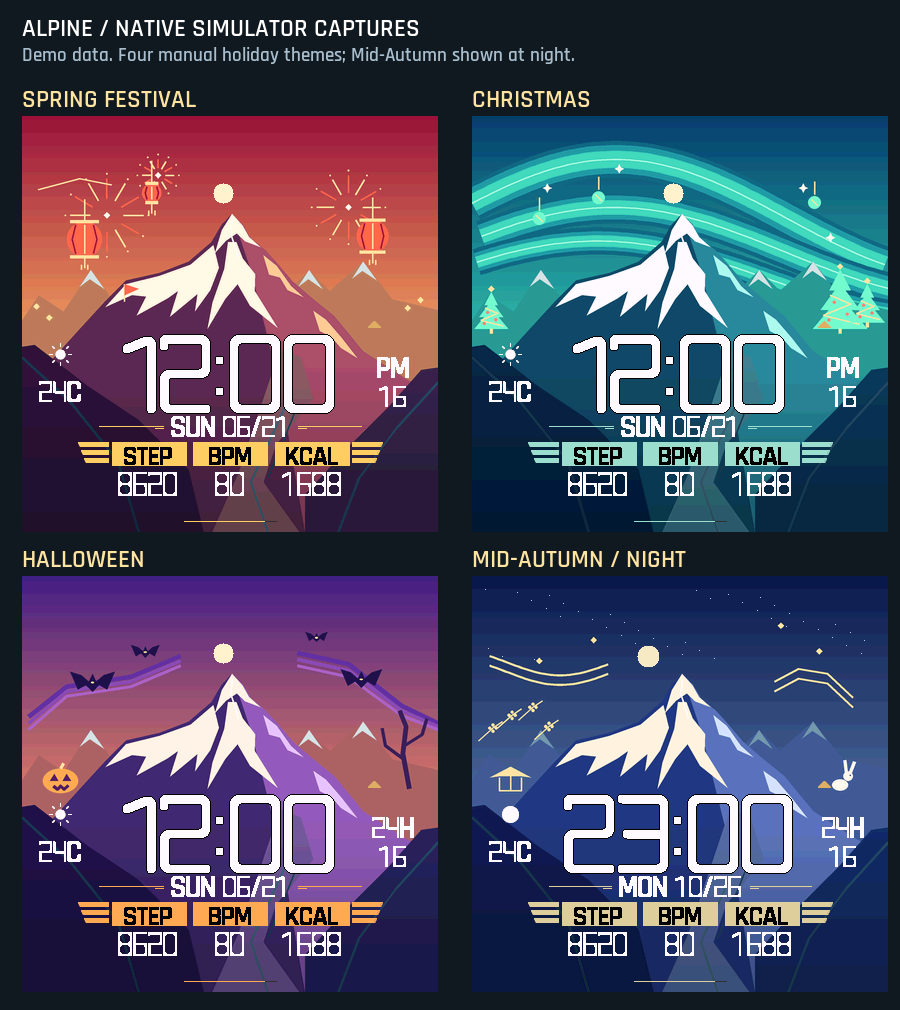 ALPINE / NATIVE SIMULATOR CAPTURES
Demo data. Four manual holiday themes; Mid-Autumn shown at night.
SPRING FESTIVAL
12:00
PM
24C
16
SUN 06/21
STEP BPM KCAL
8620 80 1688
CHRISTMAS
12:00
PM
24C
16
SUN 06/21
STEP BPM KCAL
8620 80 1688
HALLOWEEN
12:00
24H
24C
16
SUN 06/21
STEP BPM KCAL
8620 80 1688
MID-AUTUMN / NIGHT
23:00
24H
24C
16
MON 10/26
STEP BPM KCAL
8620 80 1688